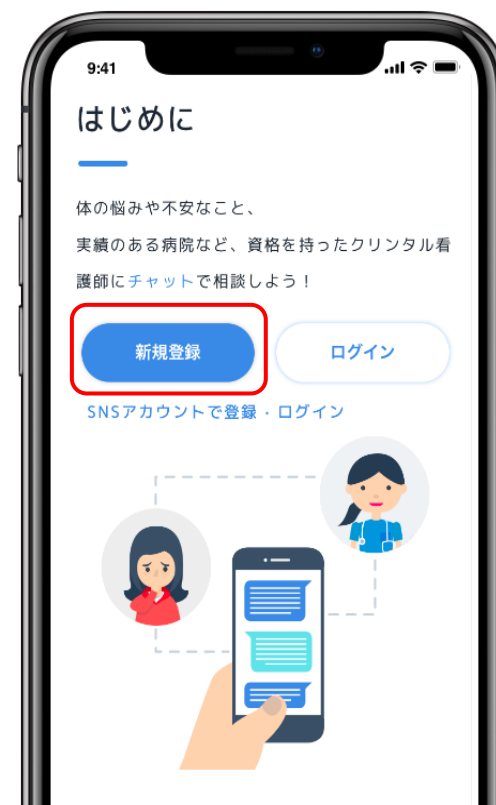 9:41
はじめに
体の悩みや不安なこと、
実績のある病院など、資格を持ったクリンタル看
護師にチャットで相談しよう！
新規登録
ログイン
SNSアカウントで登録・ログイン